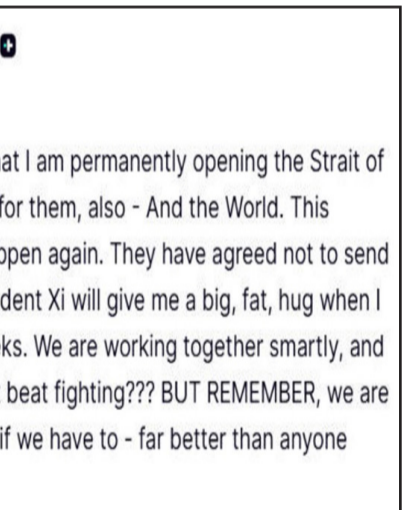 at I am permanently opening the Strait of
for them, also - And the World. This
ppen again. They have agreed not to send
dent Xi will give me a big, fat, hug when I
ks. We are working together smartly, and
beat fighting??? BUT REMEMBER, we are
if we have to - far better than anyone